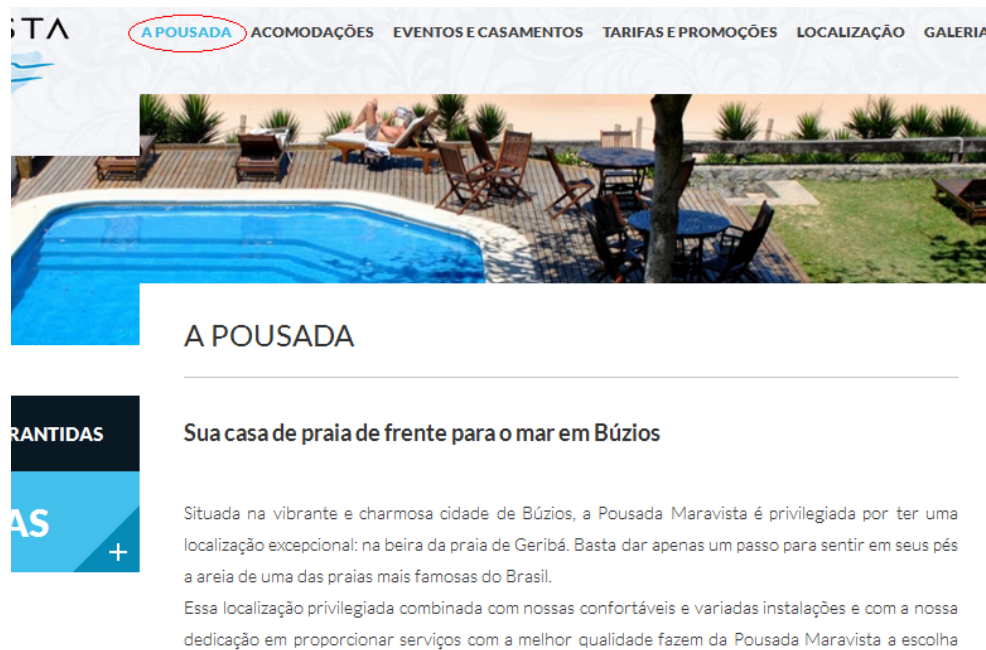 STA
A POUSADA ACOMODAÇÕES EVENTOS E CASAMENTOS TARIFAS E PROMOÇÕES LOCALIZAÇÃO GALERIA
A POUSADA
RANTIDAS
Sua casa de praia de frente para o mar em Búzios
AS
+
Situada na vibrante e charmosa cidade de Búzios, a Pousada Maravista é privilegiada por ter uma
localização excepcional: na beira da praia de Geribá. Basta dar apenas um passo para sentir em seus pés
a areia de uma das praias mais famosas do Brasil.
Essa localização privilegiada combinada com nossas confortáveis e variadas instalações e com a nossa
dedicação em proporcionar serviços com a melhor qualidade fazem da Pousada Maravista a escolha